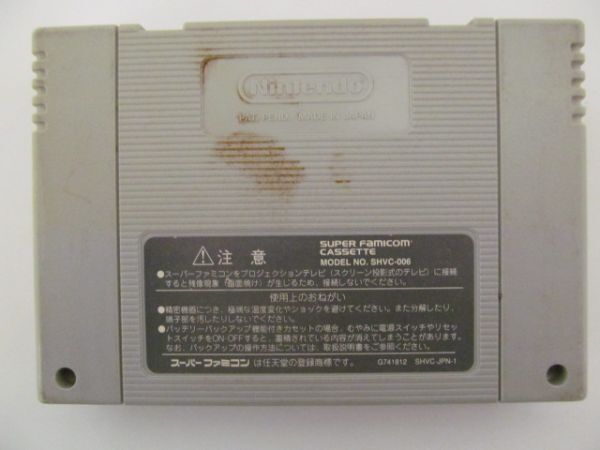 Nintendo
PAT. PEND. MADE IN JAPAN
⚠注意
SUPER FAMICOM
CASSETTE
MODEL NO. SHVC-006
●スーパーファミコンをプロジェクションテレビ（スクリーン投影式のテレビ）に接続
すると残像現象（画面焼け）が生じるため、接続しないでください。
使用上のおねがい
●精密機器につき、極端な温度変化やショックを避けてください。また分解したり、
端子部を汚したりしないでください。
●バッテリーバックアップ機能付きカセットの場合、むやみに電源スイッチやリセッ
トスイッチをON·OFFすると、蓄積されている内容が消えてしまうことがあります。
なお、バックアップの操作方法については、取扱説明書をご参照ください。
スーパーファミコンは任天堂の登録商標です。
G741812 SHVC-JPN-1